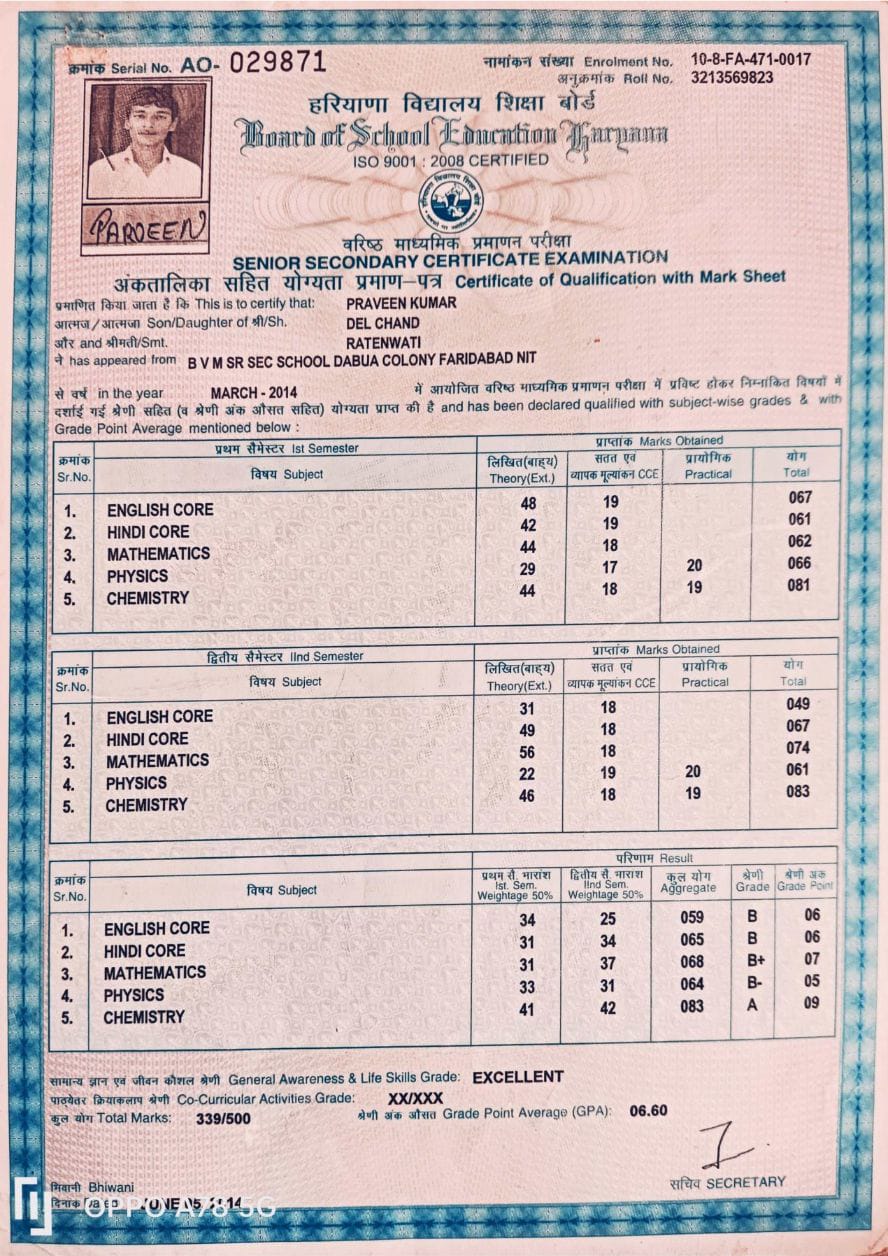 क्रमांक Serial No. AO- 029871
नामांकन संख्या Enrolment No. 10-8-FA-471-0017
अनुक्रमांक Roll No. 3213569823
हरियाणा विद्यालय शिक्षा बोर्ड
Board of School Education Haryana
ISO 9001 : 2008 CERTIFIED
PARVEEN
वरिष्ठ माध्यमिक प्रमाणन परीक्षा
SENIOR SECONDARY CERTIFICATE EXAMINATION
अंकतालिका सहित योग्यता प्रमाण-पत्र Certificate of Qualification with Mark Sheet
प्रमाणित किया जाता है कि This is to certify that: PRAVEEN KUMAR
आत्मज/आत्मजा Son/Daughter of श्री/Sh. DEL CHAND
और and श्रीमती/Smt. RATENWATI
ने has appeared from B V M SR SEC SCHOOL DABUA COLONY FARIDABAD NIT
से वर्ष in the year MARCH - 2014 में आयोजित वरिष्ठ माध्यमिक प्रमाणन परीक्षा में प्रविष्ट होकर निम्नांकित विषयों में
दर्शाई गई श्रेणी सहित (व श्रेणी अंक औसत सहित) योग्यता प्राप्त की है and has been declared qualified with subject-wise grades & with
Grade Point Average mentioned below :
क्रमांक प्रथम सैमेस्टर Ist Semester प्राप्तांक Marks Obtained
Sr.No. विषय Subject लिखित(बाह्य) Theory(Ext.) सतत एवं व्यापक मूल्यांकन CCE प्रायोगिक Practical योग Total
1. ENGLISH CORE 48 19 067
2. HINDI CORE 42 19 061
3. MATHEMATICS 44 18 062
4. PHYSICS 29 17 20 066
5. CHEMISTRY 44 18 19 081
क्रमांक द्वितीय सैमेस्टर IInd Semester प्राप्तांक Marks Obtained
Sr.No. विषय Subject लिखित(बाह्य) Theory(Ext.) सतत एवं व्यापक मूल्यांकन CCE प्रायोगिक Practical योग Total
1. ENGLISH CORE 31 18 049
2. HINDI CORE 49 18 067
3. MATHEMATICS 56 18 074
4. PHYSICS 22 19 20 061
5. CHEMISTRY 46 18 19 083
परिणाम Result
क्रमांक Sr.No. विषय Subject प्रथम सै. भारांश Ist. Sem. Weightage 50% द्वितीय सै. भारांश IInd Sem. Weightage 50% कुल योग Aggregate श्रेणी Grade श्रेणी अंक Grade Point
1. ENGLISH CORE 34 25 059 B 06
2. HINDI CORE 31 34 065 B 06
3. MATHEMATICS 31 37 068 B+ 07
4. PHYSICS 33 31 064 B- 05
5. CHEMISTRY 41 42 083 A 09
सामान्य ज्ञान एवं जीवन कौशल श्रेणी General Awareness & Life Skills Grade: EXCELLENT
पाठ्येतर क्रियाकलाप श्रेणी Co-Curricular Activities Grade: XX/XXX
कुल योग Total Marks: 339/500 श्रेणी अंक औसत Grade Point Average (GPA): 06.60
सचिव SECRETARY
भिवानी Bhiwani
दिनांक Dated JUNE 05, 2014
OPPO A78 5G